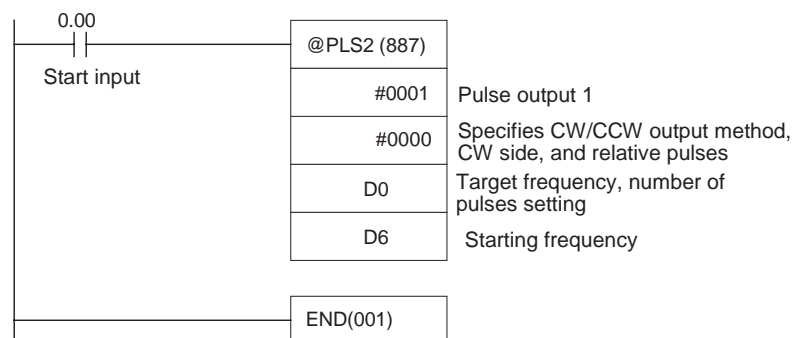 0.00
@PLS2 (887)
Start input
#0001 Pulse output 1
#0000 Specifies CW/CCW output method,
CW side, and relative pulses
D0 Target frequency, number of
pulses setting
D6 Starting frequency
END(001)